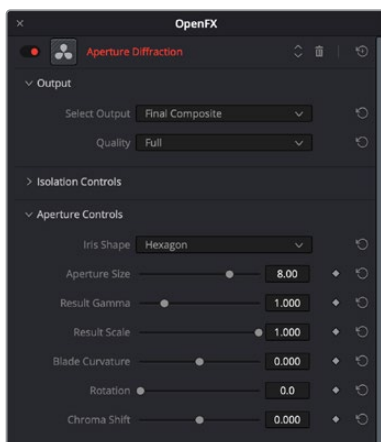 OpenFX
Aperture Diffraction
Output
Select Output Final Composite
Quality Full
Isolation Controls
Aperture Controls
Iris Shape Hexagon
Aperture Size 8.00
Result Gamma 1.000
Result Scale 1.000
Blade Curvature 0.000
Rotation 0.0
Chroma Shift 0.000